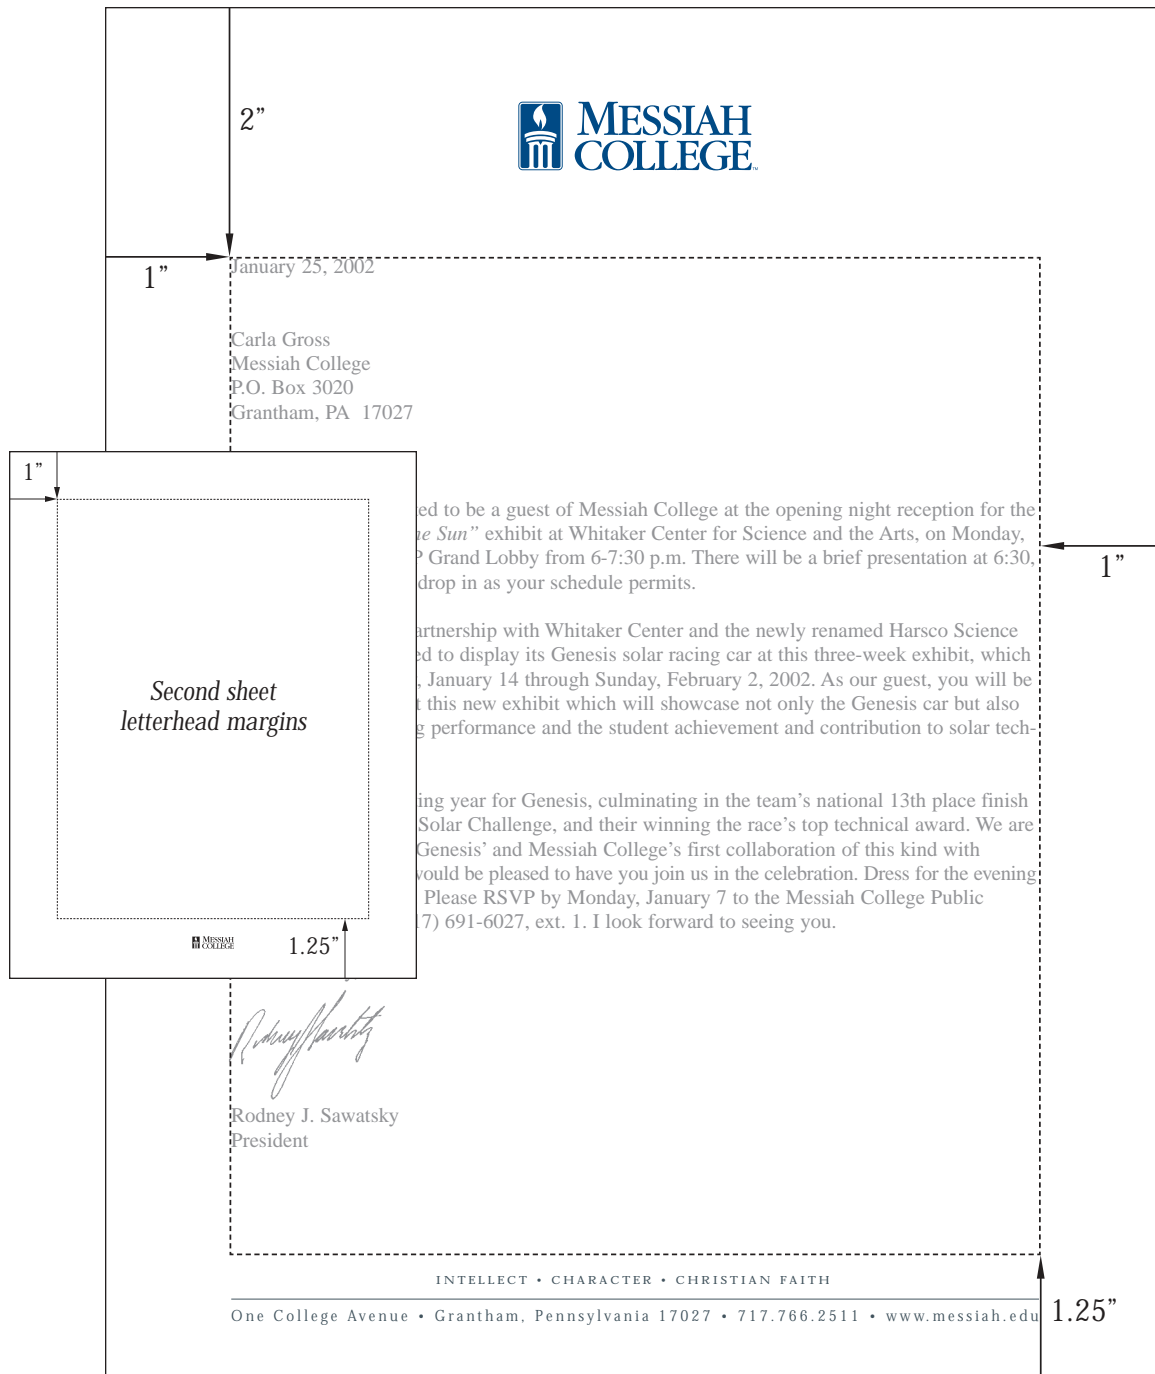 2”
MESSIAH
COLLEGE™
1”
January 25, 2002
Carla Gross
Messiah College
P.O. Box 3020
Grantham, PA 17027
1”
ed to be a guest of Messiah College at the opening night reception for the
he Sun” exhibit at Whitaker Center for Science and the Arts, on Monday,
P Grand Lobby from 6-7:30 p.m. There will be a brief presentation at 6:30,
drop in as your schedule permits.
1”
artnership with Whitaker Center and the newly renamed Harsco Science
ed to display its Genesis solar racing car at this three-week exhibit, which
, January 14 through Sunday, February 2, 2002. As our guest, you will be
t this new exhibit which will showcase not only the Genesis car but also
g performance and the student achievement and contribution to solar tech-
Second sheet
letterhead margins
ing year for Genesis, culminating in the team’s national 13th place finish
Solar Challenge, and their winning the race’s top technical award. We are
Genesis’ and Messiah College’s first collaboration of this kind with
would be pleased to have you join us in the celebration. Dress for the evening
Please RSVP by Monday, January 7 to the Messiah College Public
17) 691-6027, ext. 1. I look forward to seeing you.
MESSIAH
COLLEGE
1.25”
Rodney J. Sawatsky
President
INTELLECT • CHARACTER • CHRISTIAN FAITH
One College Avenue • Grantham, Pennsylvania 17027 • 717.766.2511 • www.messiah.edu
1.25”